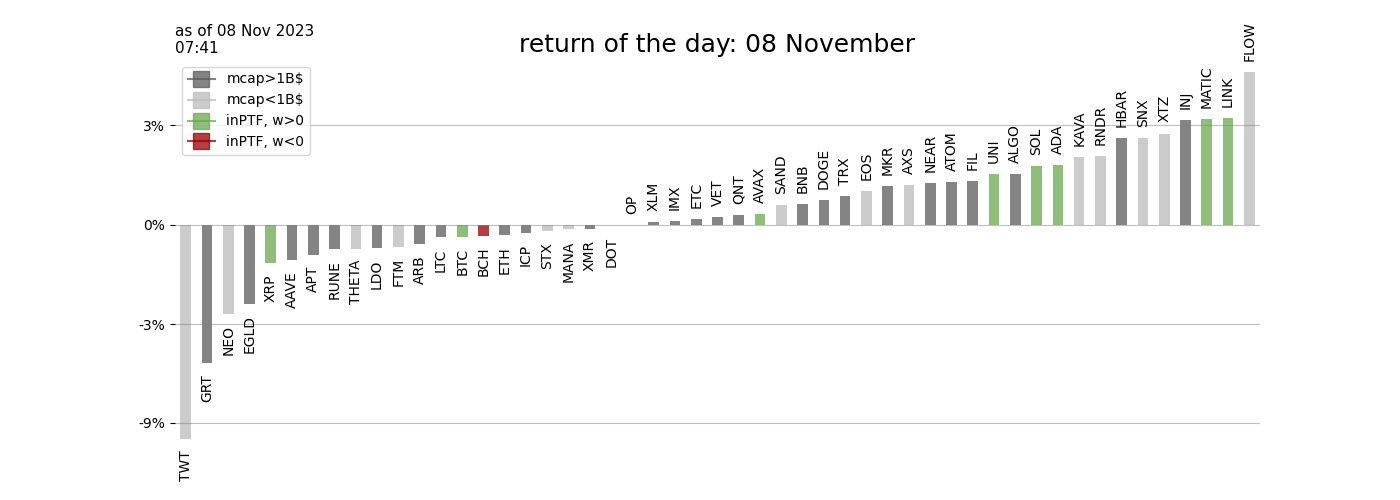 as of 08 Nov 2023
07:41
return of the day: 08 November
mcap>1B$
mcap<1B$
inPTF, w>0
inPTF, w<0
3%
0%
-3%
-9%
TWT
GRT
NEO
EGLD
XRP
AAVE
APT
RUNE
THETA
LDO
FTM
ARB
LTC
BTC
BCH
ETH
ICP
STX
MANA
XMR
DOT
OP
XLM
IMX
ETC
VET
QNT
AVAX
SAND
BNB
DOGE
TRX
EOS
MKR
AXS
NEAR
ATOM
FIL
UNI
ALGO
SOL
ADA
KAVA
RNDR
HBAR
SNX
XTZ
INJ
MATIC
LINK
FLOW